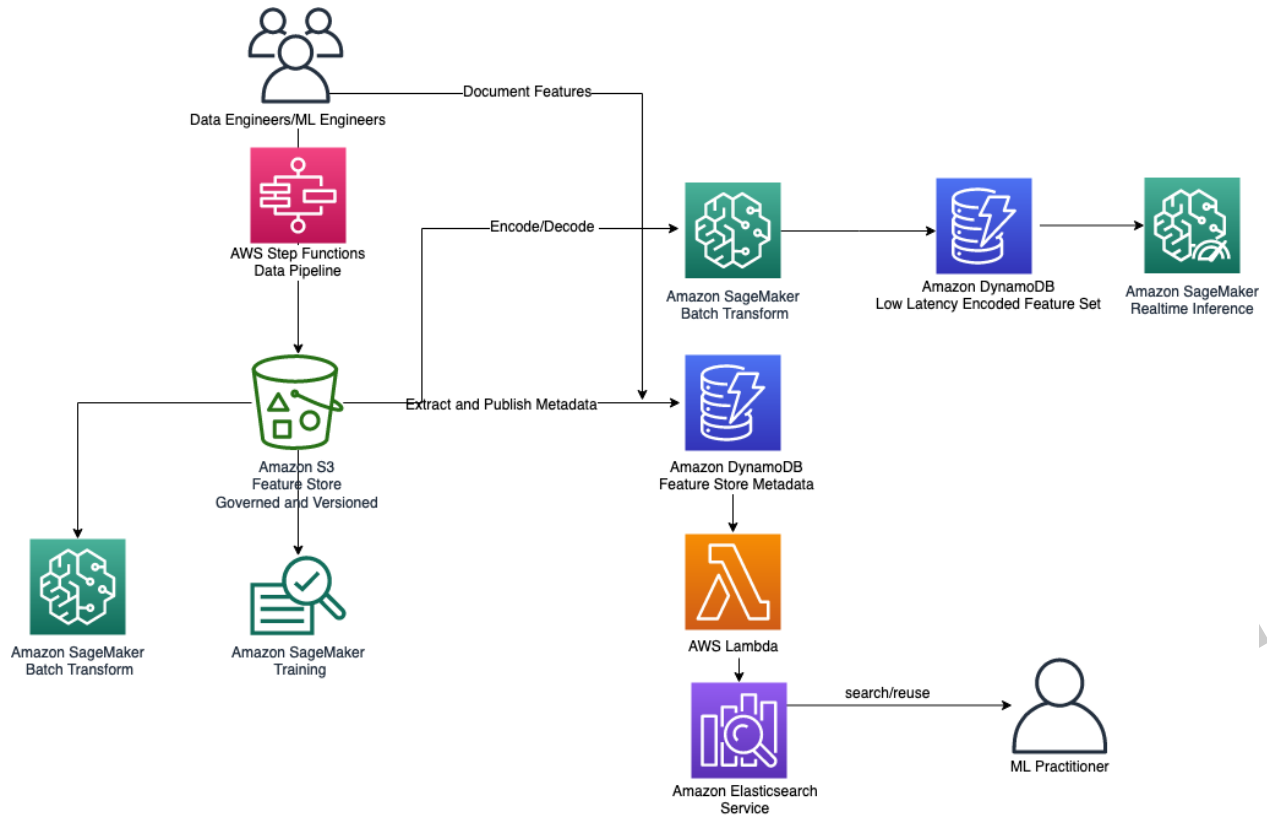 Document Features
Data Engineers/ML Engineers
AWS Step Functions
Data Pipeline
Encode/Decode
Amazon SageMaker
Batch Transform
Amazon DynamoDB
Low Latency Encoded Feature Set
Amazon SageMaker
Realtime Inference
Extract and Publish Metadata
Amazon S3
Feature Store
Governed and Versioned
Amazon DynamoDB
Feature Store Metadata
Amazon SageMaker
Batch Transform
Amazon SageMaker
Training
AWS Lambda
search/reuse
ML Practitioner
Amazon Elasticsearch
Service